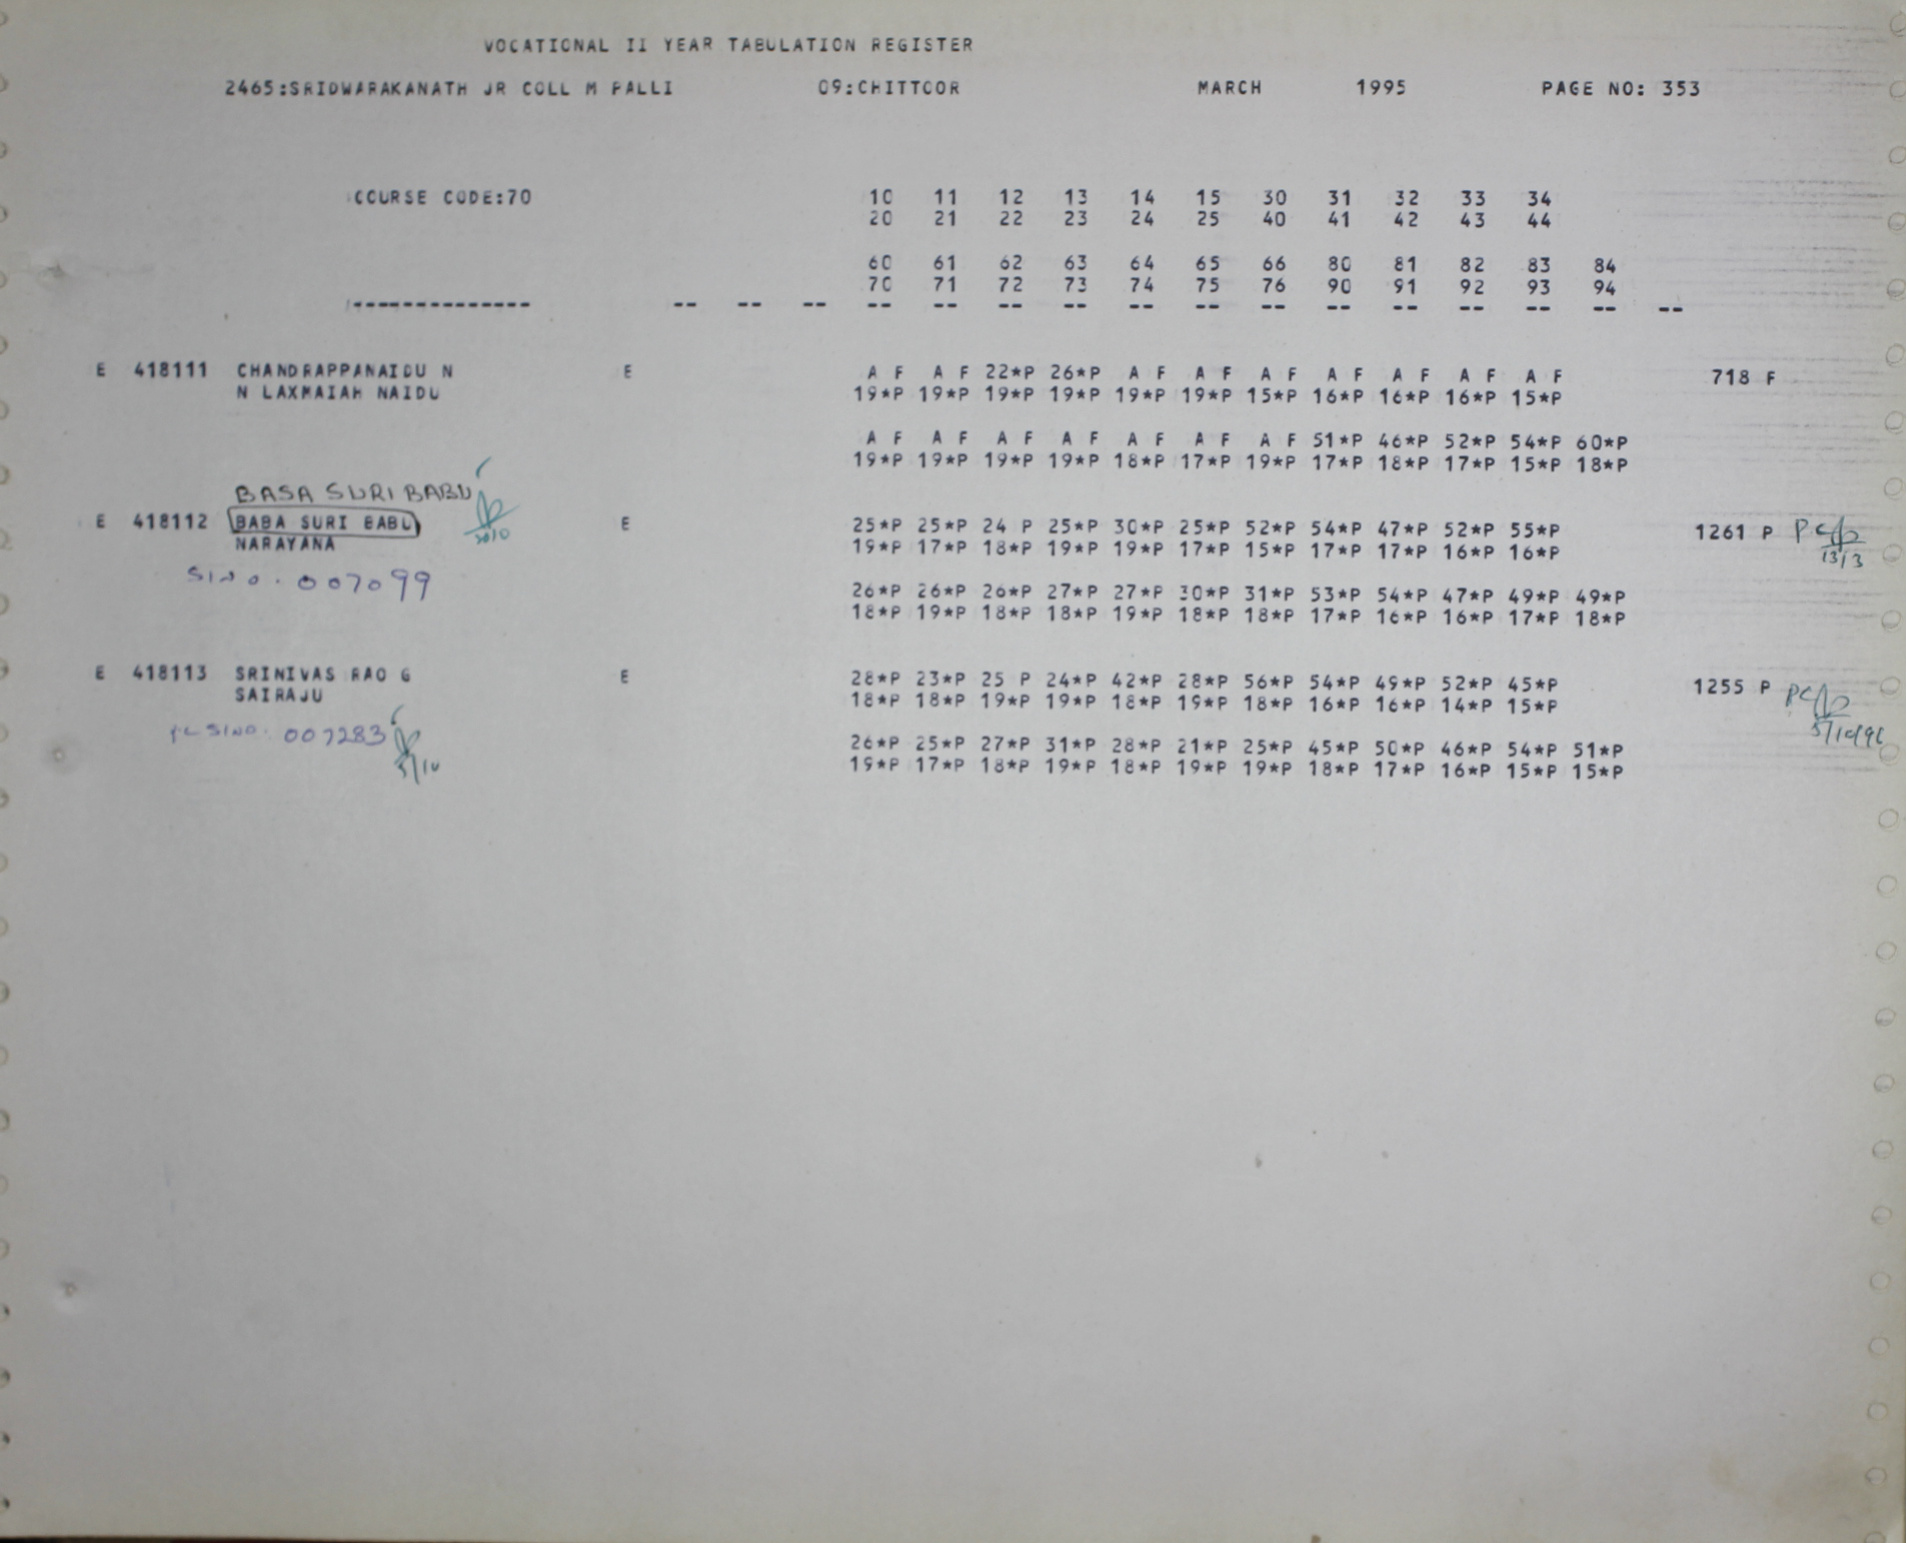 VOCATIONAL II YEAR TABULATION REGISTER
2465:SRIDWARAKANATH JR COLL M PALLI 09:CHITTOOR MARCH 1995 PAGE NO: 353
COURSE CODE:70 10 11 12 13 14 15 30 31 32 33 34
20 21 22 23 24 25 40 41 42 43 44
60 61 62 63 64 65 66 80 81 82 83 84
70 71 72 73 74 75 76 90 91 92 93 94
-------------- -- -- -- -- -- -- -- -- -- -- -- -- -- -- -- --
E 418111 CHANDRAPPANAIDU N E A F A F 22*P 26*P A F A F A F A F A F A F A F 718 F
N LAXMAIAH NAIDU 19*P 19*P 19*P 19*P 19*P 19*P 15*P 16*P 16*P 16*P 15*P
A F A F A F A F A F A F A F 51*P 46*P 52*P 54*P 60*P
19*P 19*P 19*P 19*P 18*P 17*P 19*P 17*P 18*P 17*P 15*P 18*P
BASA SURI BABU
E 418112 BABA SURI BABU E 25*P 25*P 24 P 25*P 30*P 25*P 52*P 54*P 47*P 52*P 55*P 1261 P PC
NARAYANA 19*P 17*P 18*P 19*P 19*P 17*P 15*P 17*P 17*P 16*P 16*P 13/3
SI NO. 007099
26*P 26*P 26*P 27*P 27*P 30*P 31*P 53*P 54*P 47*P 49*P 49*P
18*P 19*P 18*P 18*P 19*P 18*P 18*P 17*P 16*P 16*P 17*P 18*P
E 418113 SRINIVAS RAO G E 28*P 23*P 25 P 24*P 42*P 28*P 56*P 54*P 49*P 52*P 45*P 1255 P PC
SAIRAJU 18*P 18*P 19*P 19*P 18*P 19*P 18*P 16*P 16*P 14*P 15*P
PC SI NO. 007283 5/10
26*P 25*P 27*P 31*P 28*P 21*P 25*P 45*P 50*P 46*P 54*P 51*P
19*P 17*P 18*P 19*P 18*P 19*P 19*P 18*P 17*P 16*P 15*P 15*P